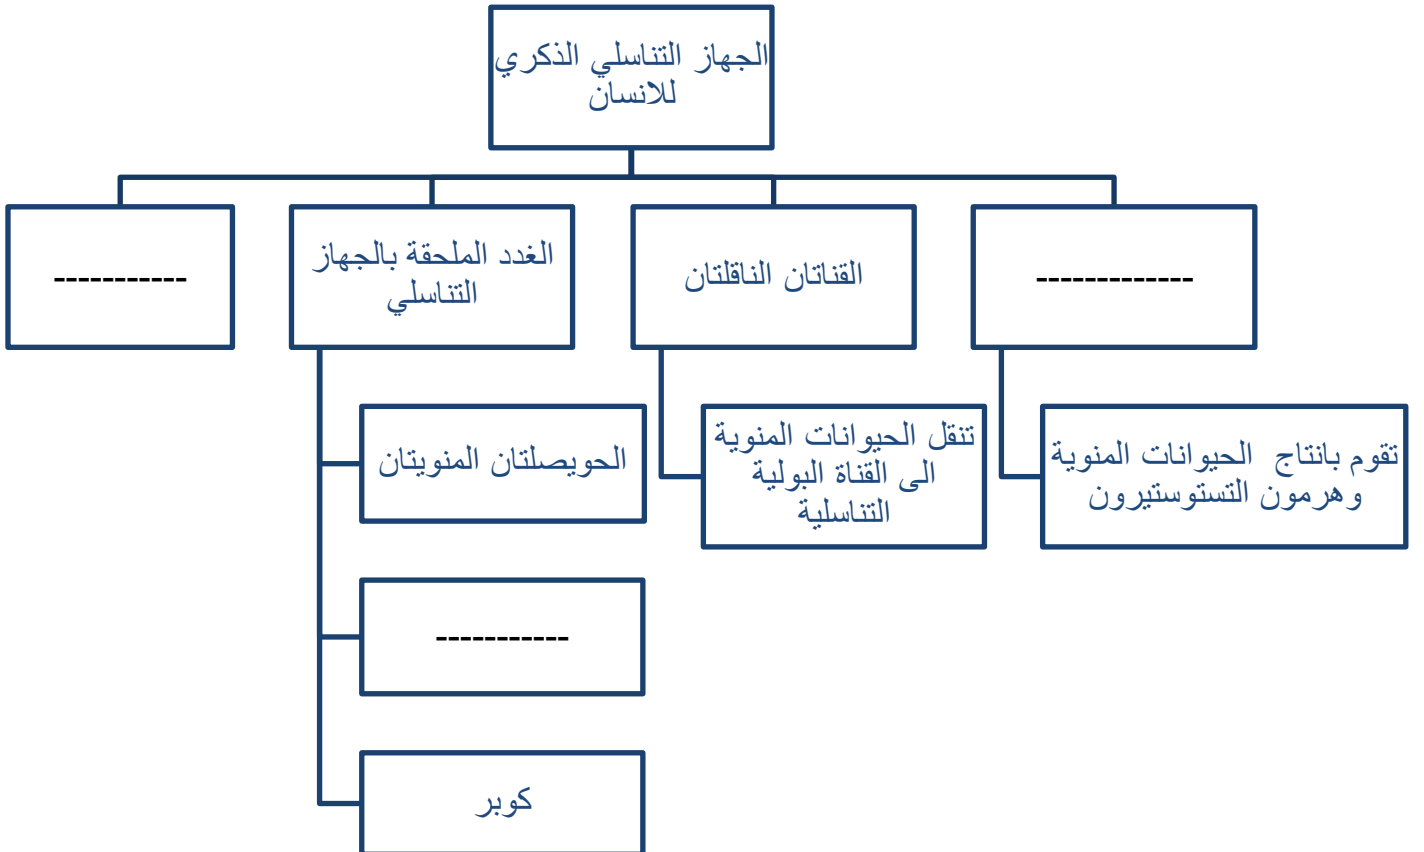 الجهاز التناسلي الذكري
للانسان
-------------
القناتان الناقلتان
الغدد الملحقة بالجهاز
التناسلي
-----------
تقوم بانتاج الحيوانات المنوية
وهرمون التستوستيرون
تنقل الحيوانات المنوية
الى القناة البولية
التناسلية
الحويصلتان المنويتان
-----------
كوبر